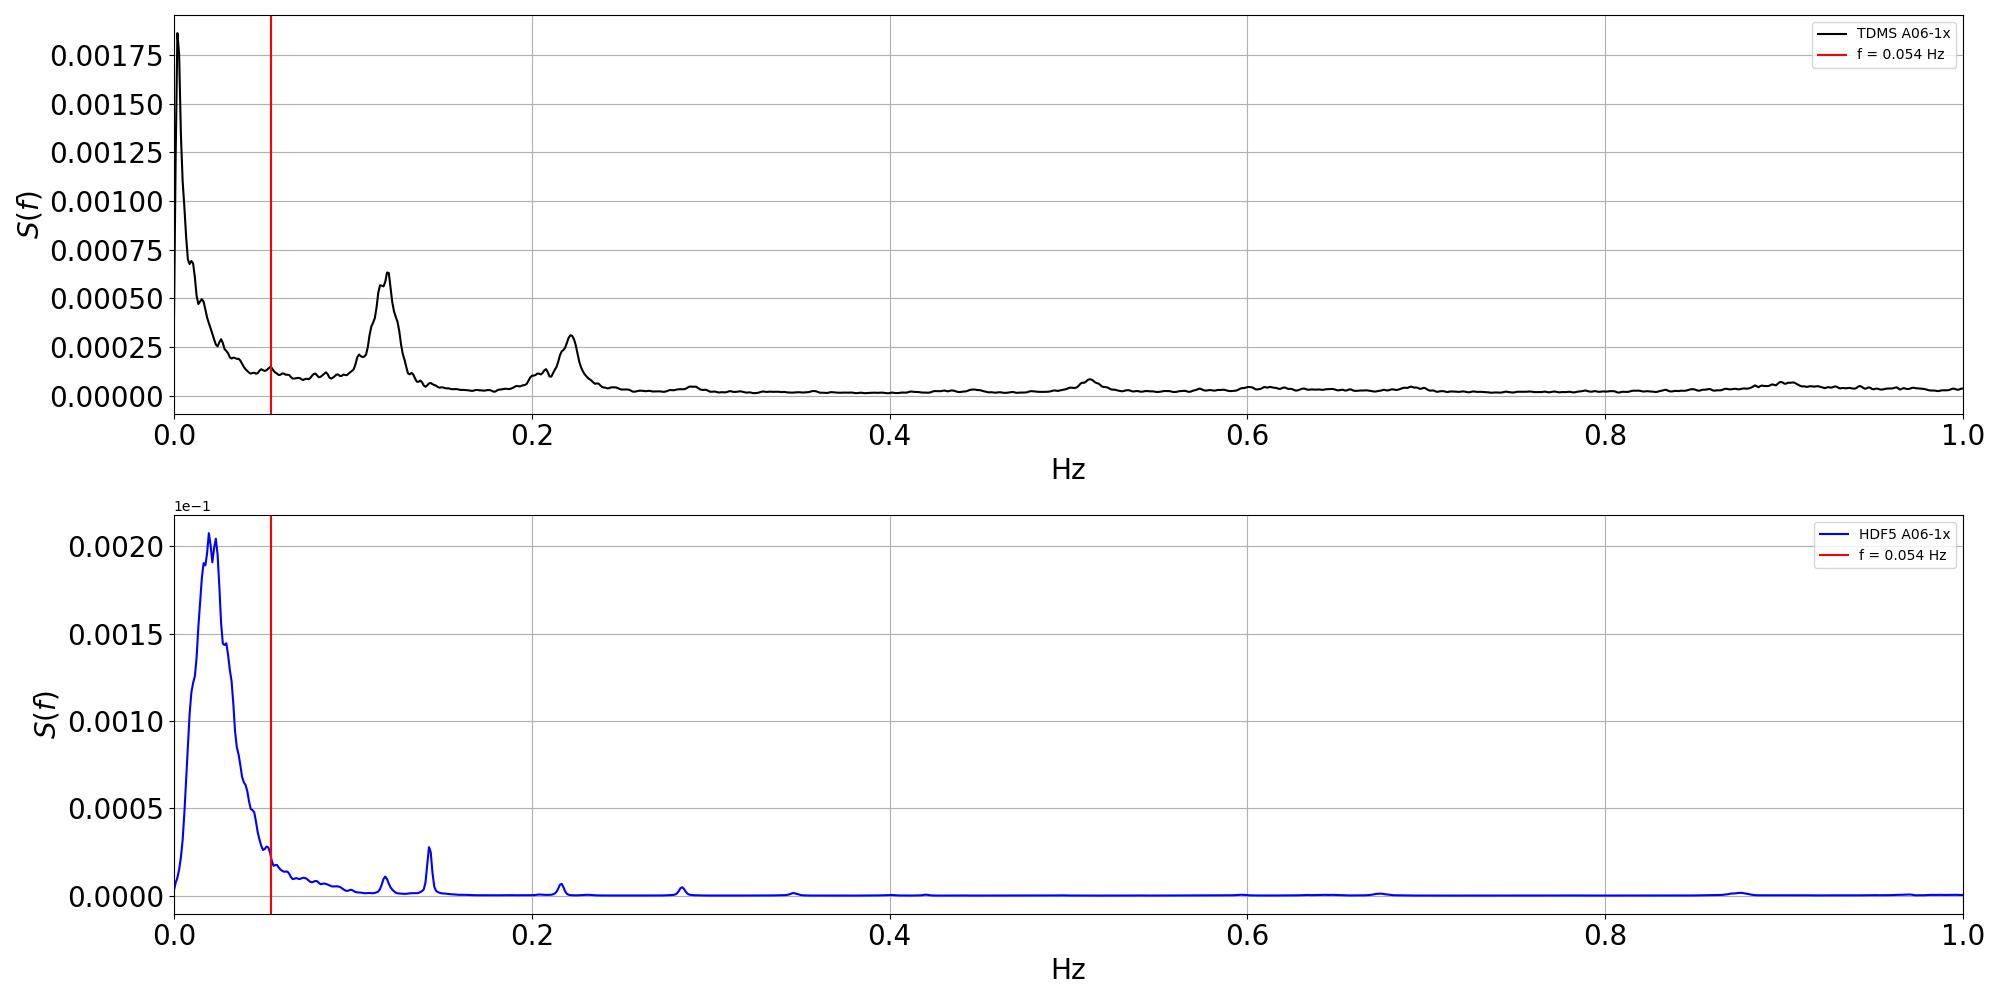 TDMS A06-1x
f = 0.054 Hz
0.00175
0.00150
0.00125
0.00100
0.00075
0.00050
0.00025
0.00000
S(f)
0.0 0.2 0.4 0.6 0.8 1.0
Hz
1e−1
HDF5 A06-1x
f = 0.054 Hz
0.0020
0.0015
0.0010
0.0005
0.0000
S(f)
0.0 0.2 0.4 0.6 0.8 1.0
Hz